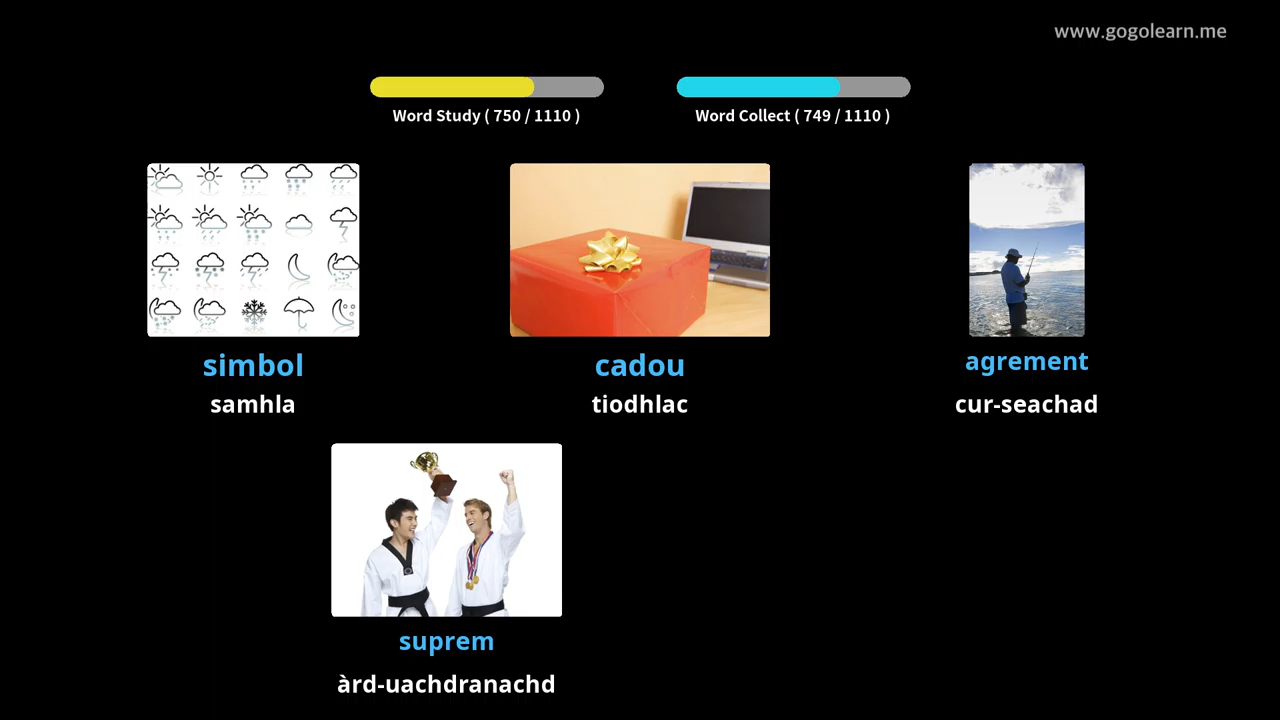 www.gogolearn.me
Word Study ( 750 / 1110 )
Word Collect ( 749 / 1110 )
simbol
samhla
cadou
tiodhlac
agrement
cur-seachad
suprem
àrd-uachdranachd